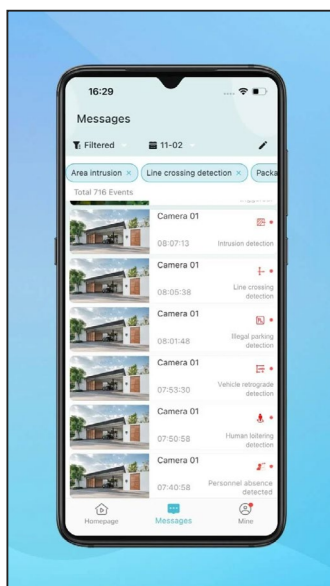 16:29
Messages
Filtered
11-02
Area intrusion ×
Line crossing detection ×
Packa
Total 716 Events
Camera 01
08:07:13
Intrusion detection
Camera 01
08:05:38
Line crossing
detection
Camera 01
08:01:48
Illegal parking
detection
Camera 01
07:53:30
Vehicle retrograde
detection
Camera 01
07:50:58
Human loitering
detection
Camera 01
07:40:58
Personnel absence
detected
Homepage
Messages
Mine